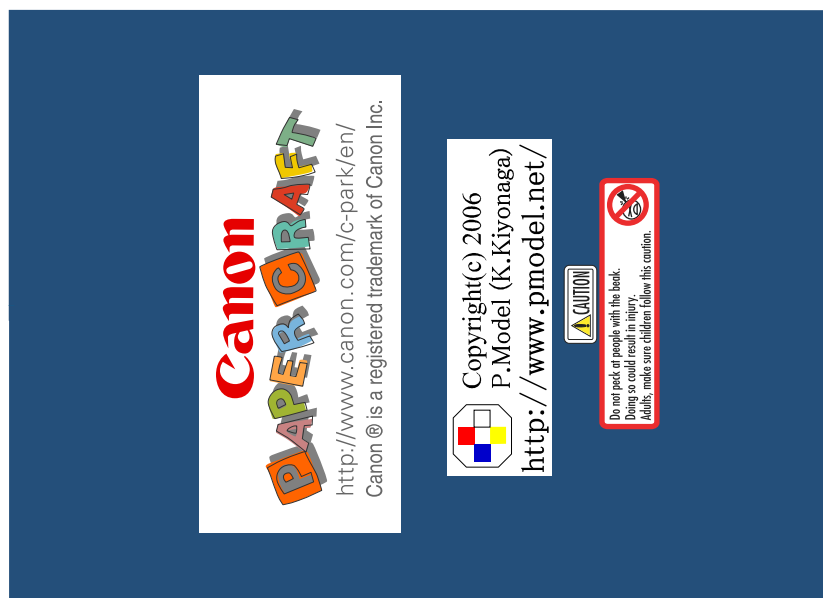 Canon
PAPER CRAFT
http://www.canon.com/c-park/en/
Canon ® is a registered trademark of Canon Inc.
Copyright(c) 2006
P.Model (K.Kiyonaga)
http://www.pmodel.net/
CAUTION
Do not peck at people with the beak.
Doing so could result in injury.
Adults, make sure children follow this caution.